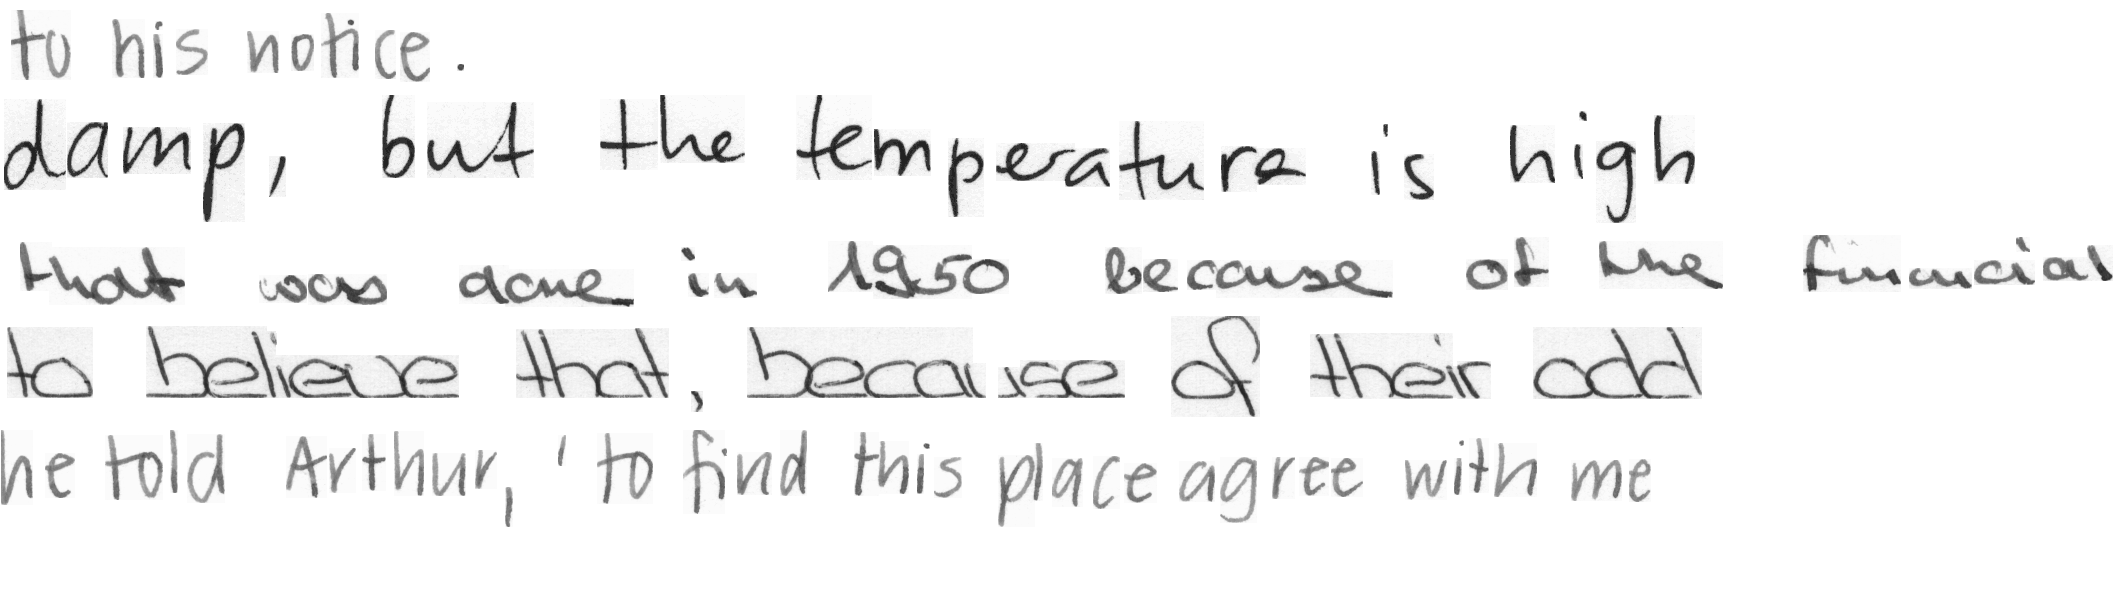 to his notice.
damp, but the temperature is high
that was done in 1950 because of the financial
to believe that, because of their odd
he told Arthur, ' to find this place agree with me